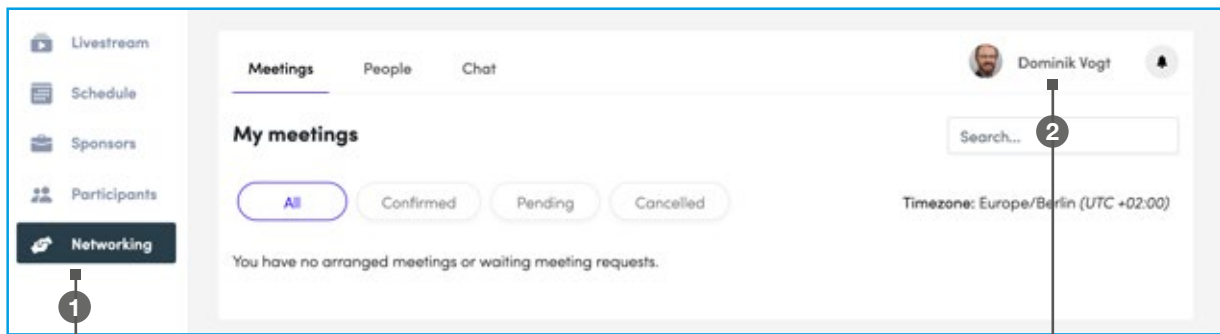 Livestream
Schedule
Sponsors
Participants
Networking
1
Meetings People Chat
Dominik Vogt
2
My meetings
Search...
All Confirmed Pending Cancelled
Timezone: Europe/Berlin (UTC +02:00)
You have no arranged meetings or waiting meeting requests.